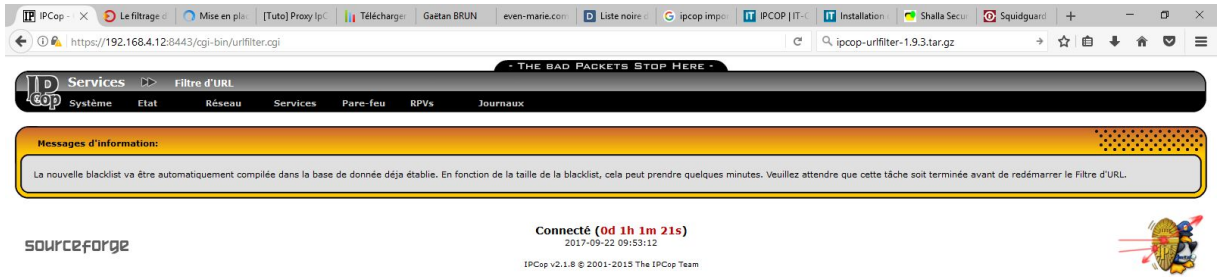 IPCop - 
Le filtrage d
Mise en plac
[Tuto] Proxy IpC
Télécharger
Gaëtan BRUN
even-marie.com
Liste noire d
ipcop impo
IPCOP | IT-C
Installation
Shalla Secur
Squidguard
https://192.168.4.12:8443/cgi-bin/urlfilter.cgi
ipcop-urlfilter-1.9.3.tar.gz
- THE BAD PACKETS STOP HERE -
IPCop
Services
Filtre d'URL
Système Etat Réseau Services Pare-feu RPVs Journaux
Messages d'information:
La nouvelle blacklist va être automatiquement compilée dans la base de donnée déja établie. En fonction de la taille de la blacklist, cela peut prendre quelques minutes. Veuillez attendre que cette tâche soit terminée avant de redémarrer le Filtre d'URL.
sourceforge
Connecté (0d 1h 1m 21s)
2017-09-22 09:53:12
IPCop v2.1.8 © 2001-2015 The IPCop Team